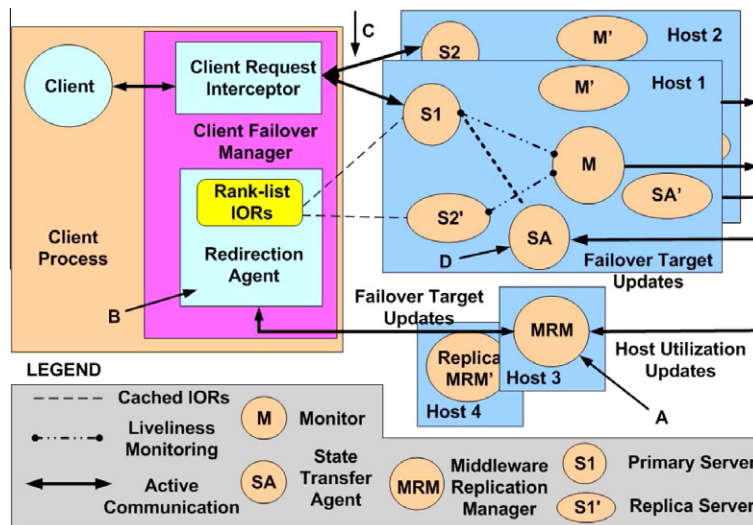 C
Client
Client Request
Interceptor
Client Failover
Manager
Rank-list
IORs
Redirection
Agent
Client
Process
B
S2
M'
Host 2
M'
Host 1
S1
M
SA'
S2'
SA
D
Failover Target
Updates
Failover Target
Updates
MRM
Host 3
Replica
MRM'
Host 4
Host Utilization
Updates
A
LEGEND
Cached IORs
Liveliness
Monitoring
Active
Communication
M
Monitor
SA
State
Transfer
Agent
MRM
Middleware
Replication
Manager
S1
Primary Server
S1'
Replica Server